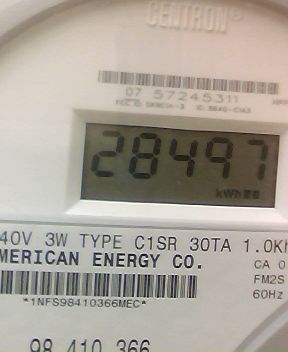 CENTRON®
07 57245311
28497
kWh
40V 3W TYPE C1SR 30TA 1.0Kh
MERICAN ENERGY CO.
CA 0
FM2S
60Hz
*1NFS98410366MEC*
98 410 366